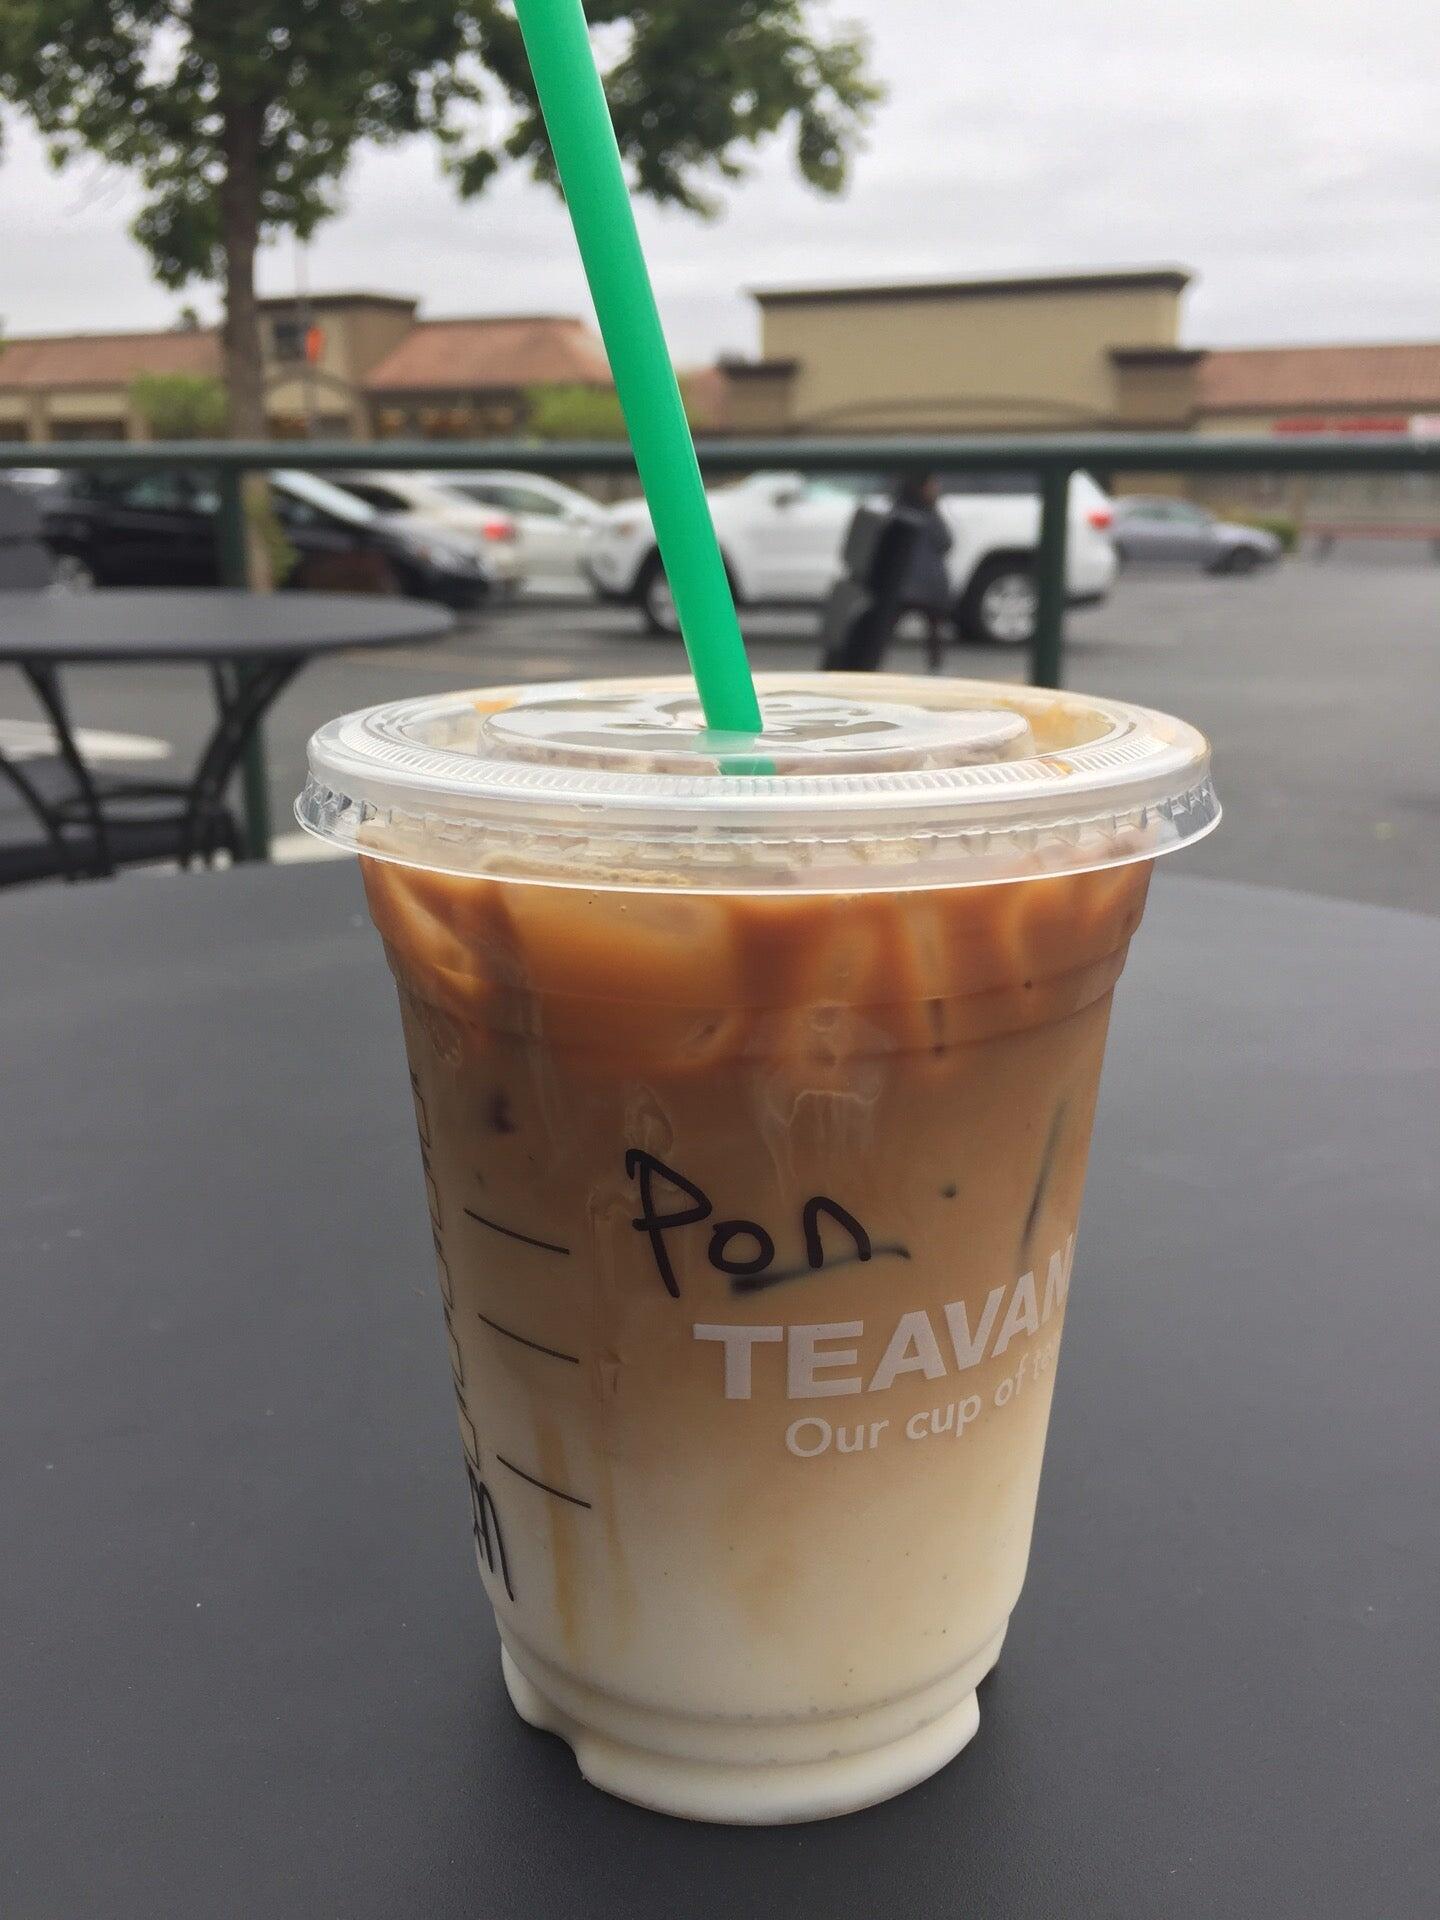 Pon
TEAVAN
Our cup of te